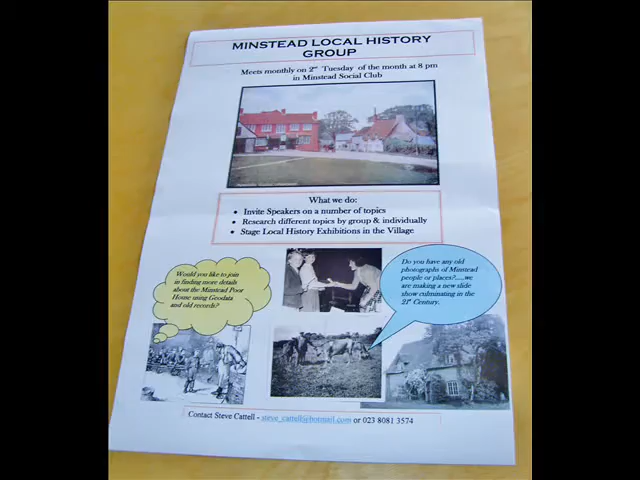 MINSTEAD LOCAL HISTORY
GROUP
Meets monthly on 2nd Tuesday of the month at 8 pm
in Minstead Social Club
What we do:
• Invite Speakers on a number of topics
• Research different topics by group & individually
• Stage Local History Exhibitions in the Village
Would you like to join
in finding more details
about the Minstead Poor
House using Geodata
and old records?
Do you have any old
photographs of Minstead
people or places?.....we
are making a new slide
show culminating in the
21st Century.
Contact Steve Cattell - steve_cattell@hotmail.com or 023 8081 3574